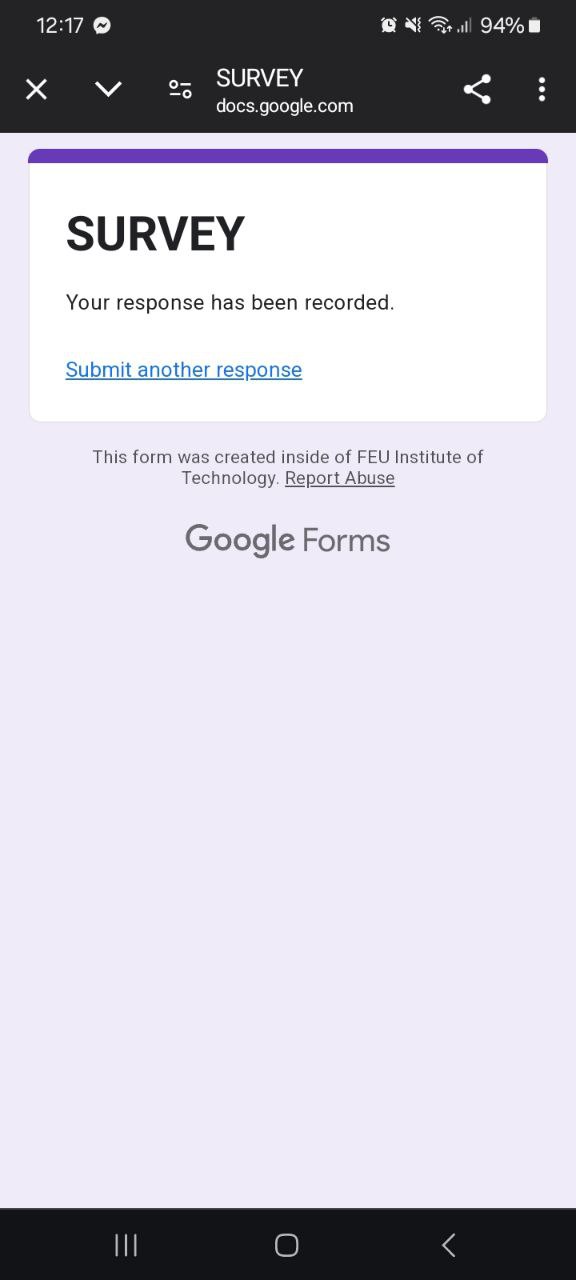 12:17 94%
SURVEY
docs.google.com
SURVEY
Your response has been recorded.
Submit another response
This form was created inside of FEU Institute of
Technology. Report Abuse
Google Forms